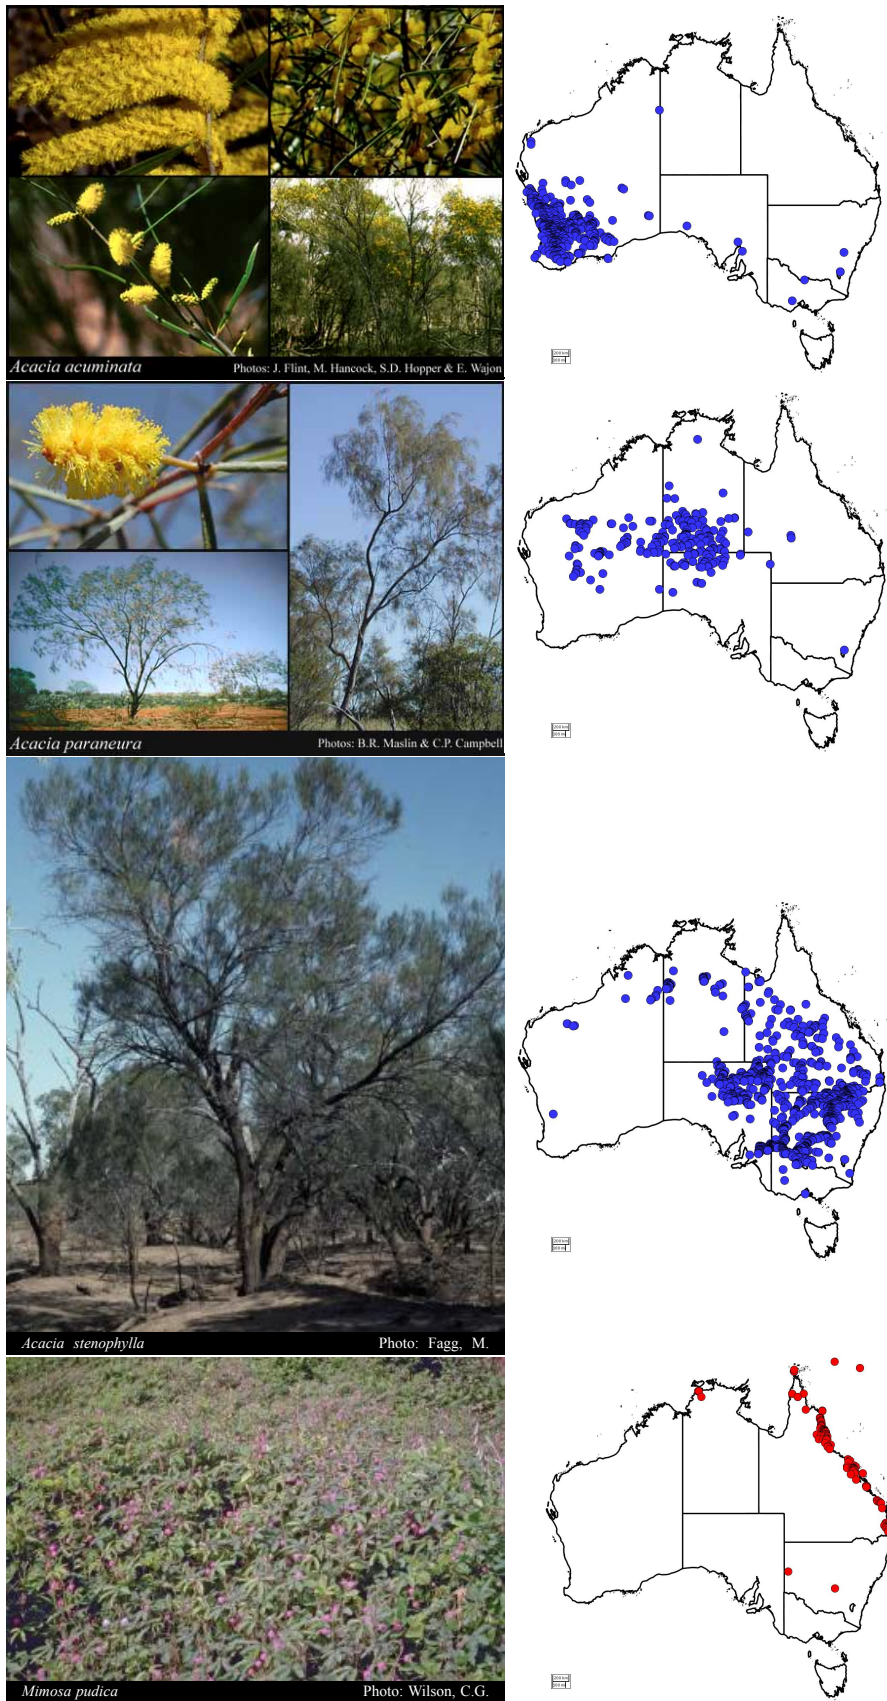 Acacia acuminata Photos: J. Flint, M. Hancock, S.D. Hopper & E. Wajon
Acacia paraneura Photos: B.R. Maslin & C.P. Campbell
Acacia stenophylla Photo: Fagg, M.
Mimosa pudica Photo: Wilson, C.G.